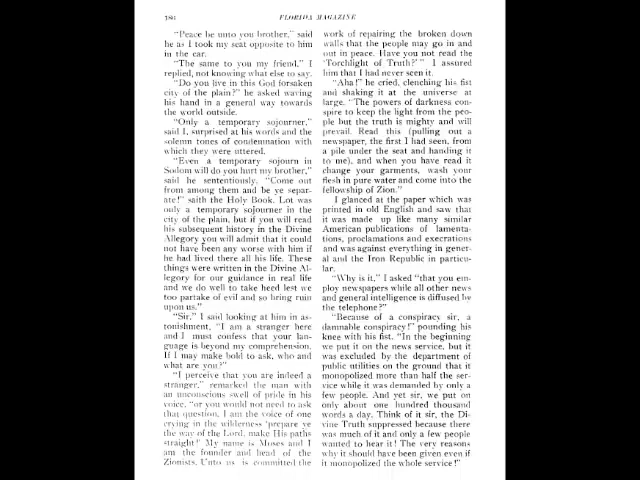 180
FLORIDA MAGAZINE
"Peace be unto you brother," said
he as I took my seat opposite to him
in the car.
"The same to you my friend," I
replied, not knowing what else to say.
"Do you live in this God forsaken
city of the plain?" he asked waving
his hand in a general way towards
the world outside.
"Only a temporary sojourner,"
said I, surprised at his words and the
solemn tones of condemnation with
which they were uttered.
"Even a temporary sojourn in
Sodom will do you hurt my brother,"
said he sententiously. "Come out
from among them and be ye separ-
ate!" saith the Holy Book. Lot was
only a temporary sojourner in the
city of the plain, but if you will read
his subsequent history in the Divine
Allegory you will admit that it could
not have been any worse with him if
he had lived there all his life. These
things were written in the Divine Al-
legory for our guidance in real life
and we do well to take heed lest we
too partake of evil and so bring ruin
upon us."
"Sir," I said looking at him in as-
tonishment, "I am a stranger here
and I must confess that your lan-
guage is beyond my comprehension.
If I may make bold to ask, who and
what are you?"
"I perceive that you are indeed a
stranger," remarked the man with
an unconscious swell of pride in his
voice, "or you would not need to ask
that question. I am the voice of one
crying in the wilderness 'prepare ye
the way of the Lord, make His paths
straight!' My name is Moses and I
am the founder and head of the
Zionists. Unto us is committed the
work of repairing the broken down
walls that the people may go in and
out in peace. Have you not read the
'Torchlight of Truth?'" I assured
him that I had never seen it.
"Aha!" he cried, clenching his fist
and shaking it at the universe at
large. "The powers of darkness con-
spire to keep the light from the peo-
ple but the truth is mighty and will
prevail. Read this (pulling out a
newspaper, the first I had seen, from
a pile under the seat and handing it
to me), and when you have read it
change your garments, wash your
flesh in pure water and come into the
fellowship of Zion."
I glanced at the paper which was
printed in old English and saw that
it was made up like many similar
American publications of lamenta-
tions, proclamations and execrations
and was against everything in gener-
al and the Iron Republic in particu-
lar.
"Why is it," I asked "that you em-
ploy newspapers while all other news
and general intelligence is diffused by
the telephone?"
"Because of a conspiracy sir, a
damnable conspiracy!" pounding his
knee with his fist. "In the beginning
we put it on the news service, but it
was excluded by the department of
public utilities on the ground that it
monopolized more than half the ser-
vice while it was demanded by only a
few people. And yet sir, we put on
only about one hundred thousand
words a day. Think of it sir, the Di-
vine Truth suppressed because there
was much of it and only a few people
wanted to hear it! The very reasons
why it should have been given even if
it monopolized the whole service!"